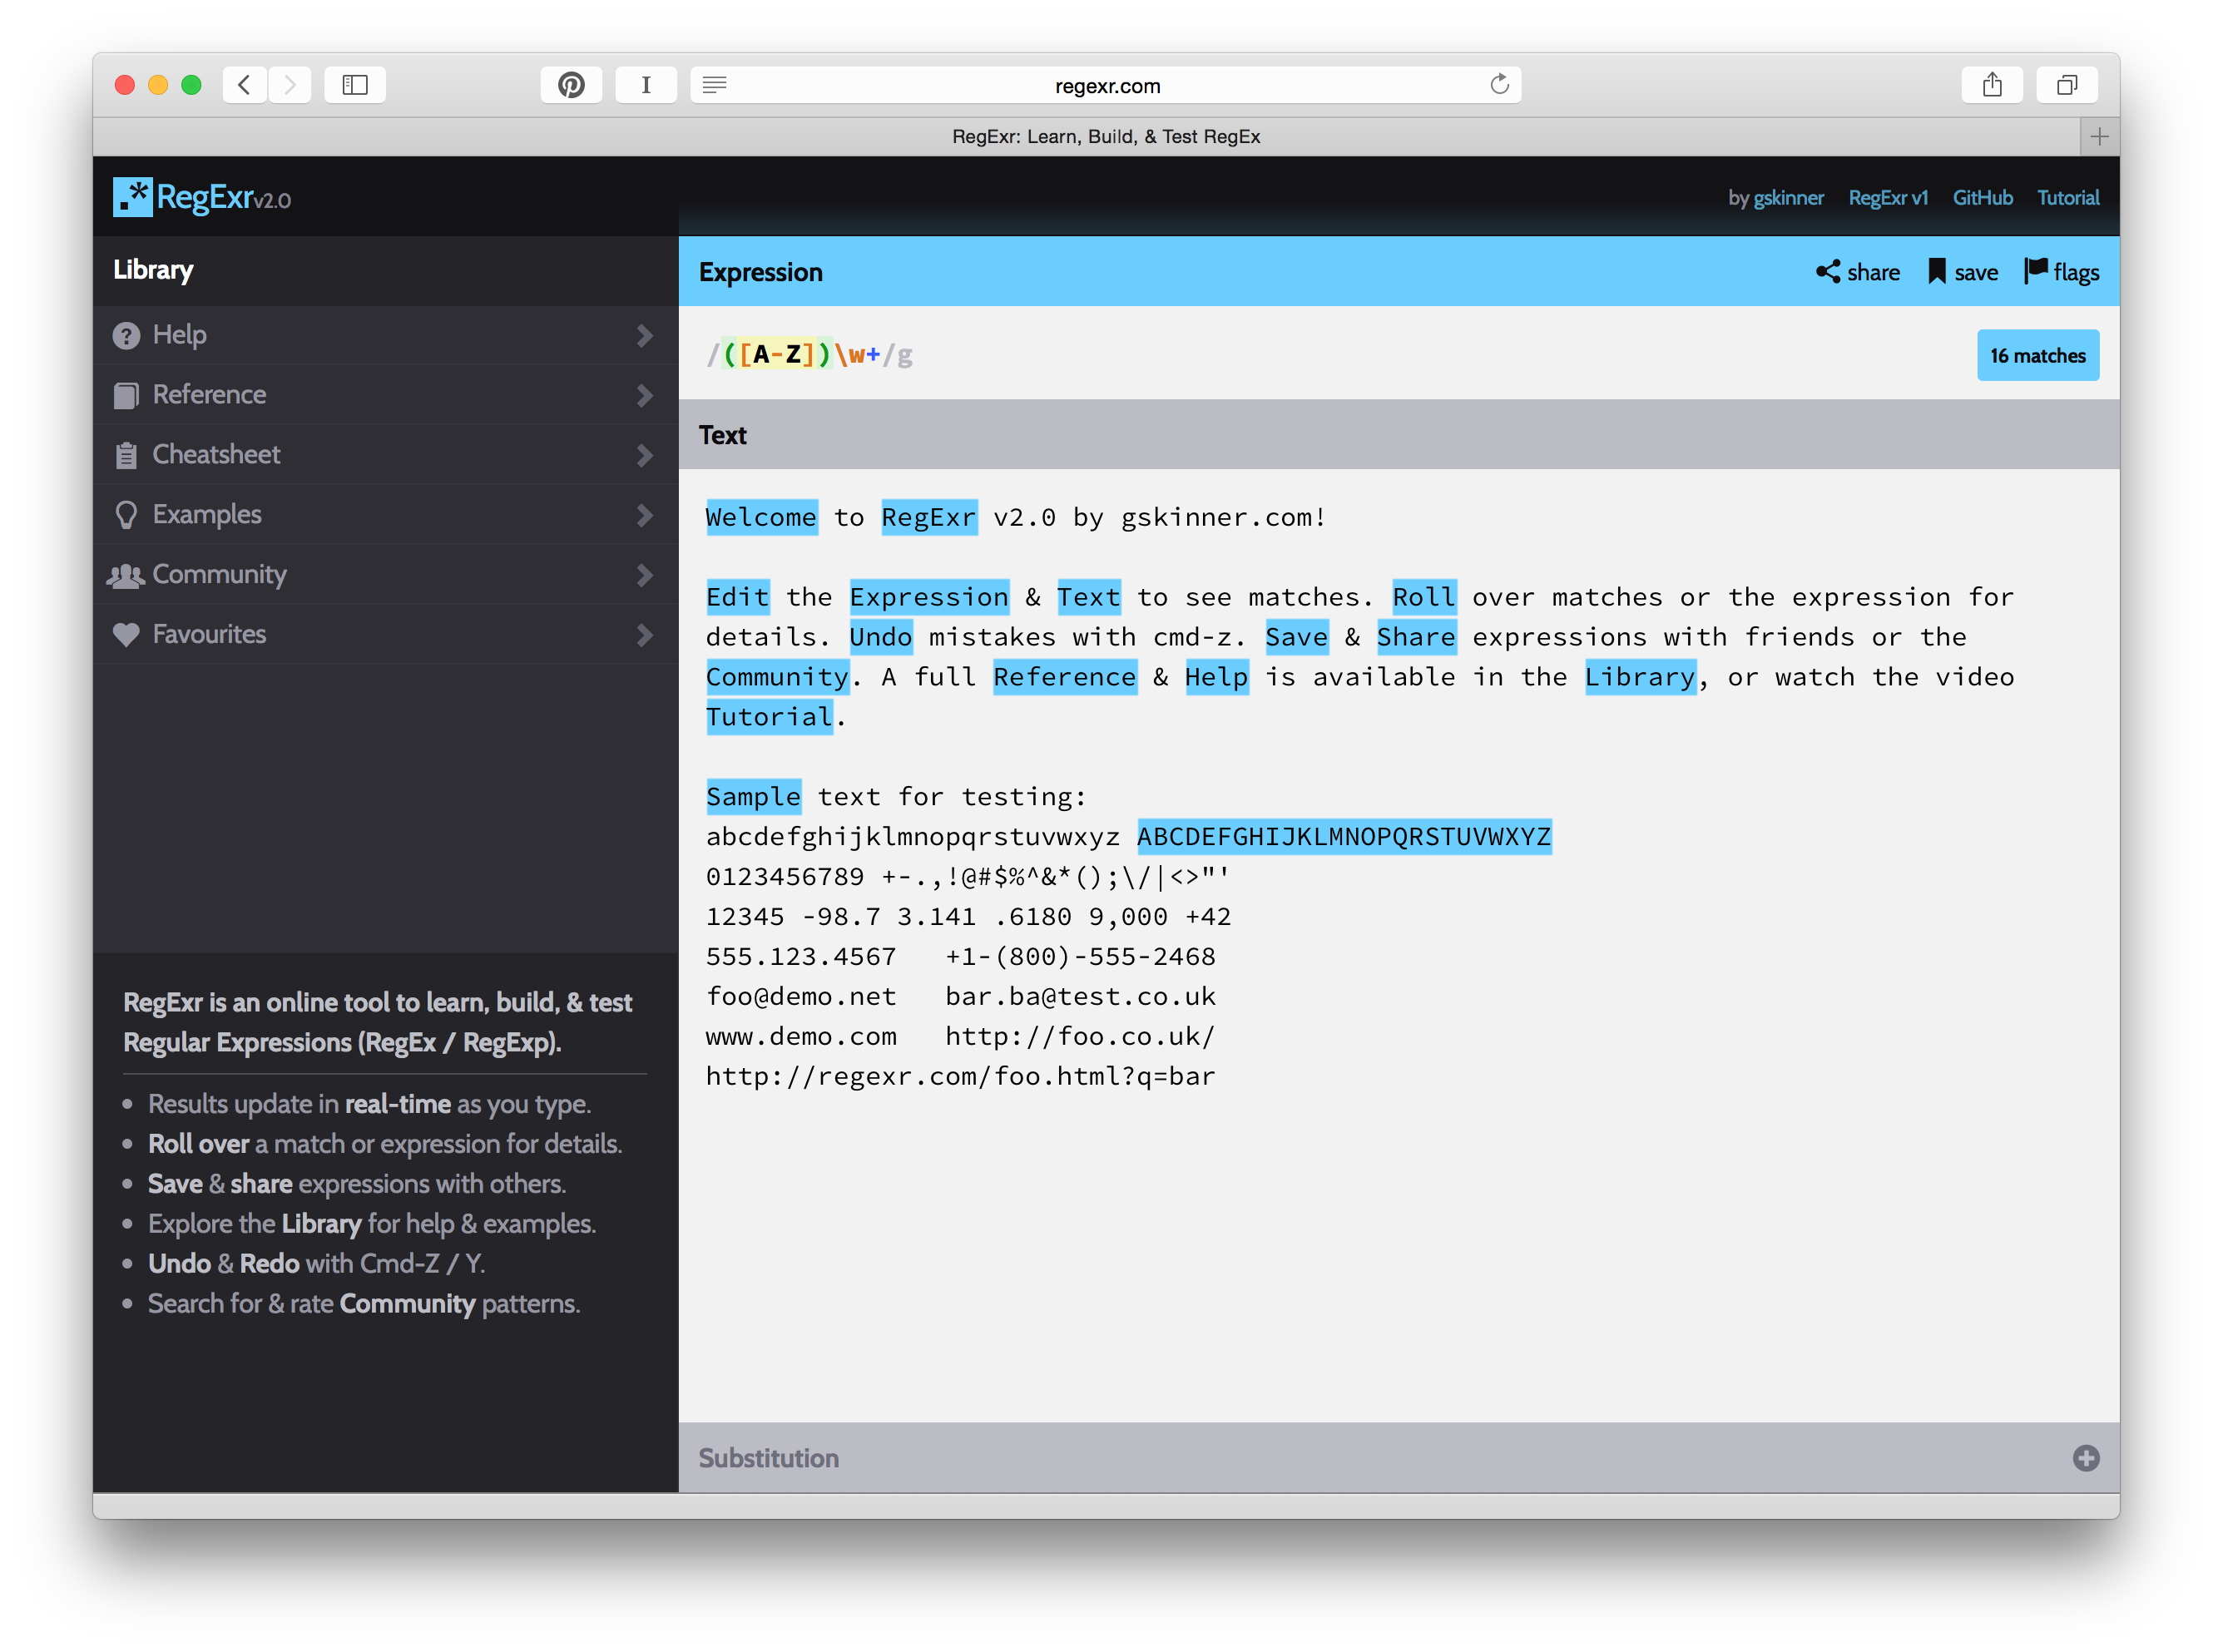 regexr.com
RegExr: Learn, Build, & Test RegEx
.*RegExrv2.0
by gskinner RegExr v1 GitHub Tutorial
Library
Help
Reference
Cheatsheet
Examples
Community
Favourites
RegExr is an online tool to learn, build, & test
Regular Expressions (RegEx / RegExp).
• Results update in real-time as you type.
• Roll over a match or expression for details.
• Save & share expressions with others.
• Explore the Library for help & examples.
• Undo & Redo with Cmd-Z / Y.
• Search for & rate Community patterns.
Expression share save flags
/([A-Z])\w+/g 16 matches
Text
Welcome to RegExr v2.0 by gskinner.com!
Edit the Expression & Text to see matches. Roll over matches or the expression for
details. Undo mistakes with cmd-z. Save & Share expressions with friends or the
Community. A full Reference & Help is available in the Library, or watch the video
Tutorial.
Sample text for testing:
abcdefghijklmnopqrstuvwxyz ABCDEFGHIJKLMNOPQRSTUVWXYZ
0123456789 +-.,!@#$%^&*();\/|<>"'
12345 -98.7 3.141 .6180 9,000 +42
555.123.4567 +1-(800)-555-2468
foo@demo.net bar.ba@test.co.uk
www.demo.com http://foo.co.uk/
http://regexr.com/foo.html?q=bar
Substitution